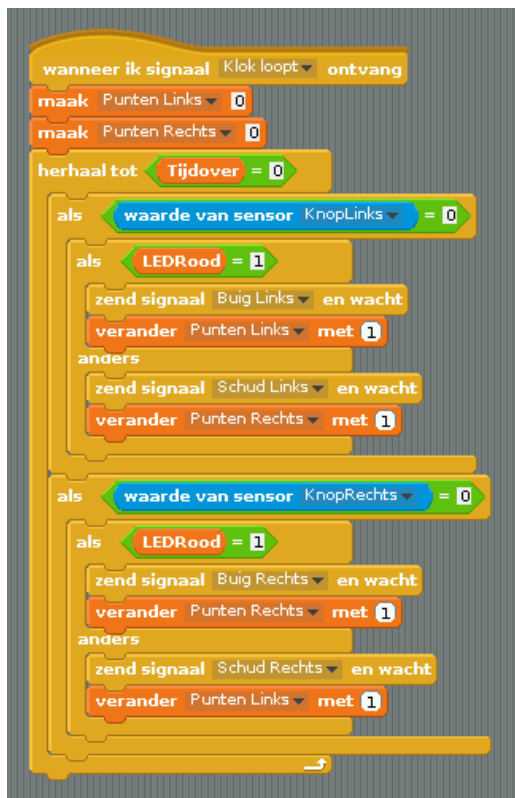 wanneer ik signaal Klok loopt ontvang
maak Punten Links 0
maak Punten Rechts 0
herhaal tot Tijdover = 0
als waarde van sensor KnopLinks = 0
als LEDRood = 1
zend signaal Buig Links en wacht
verander Punten Links met 1
anders
zend signaal Schud Links en wacht
verander Punten Rechts met 1
als waarde van sensor KnopRechts = 0
als LEDRood = 1
zend signaal Buig Rechts en wacht
verander Punten Rechts met 1
anders
zend signaal Schud Rechts en wacht
verander Punten Links met 1